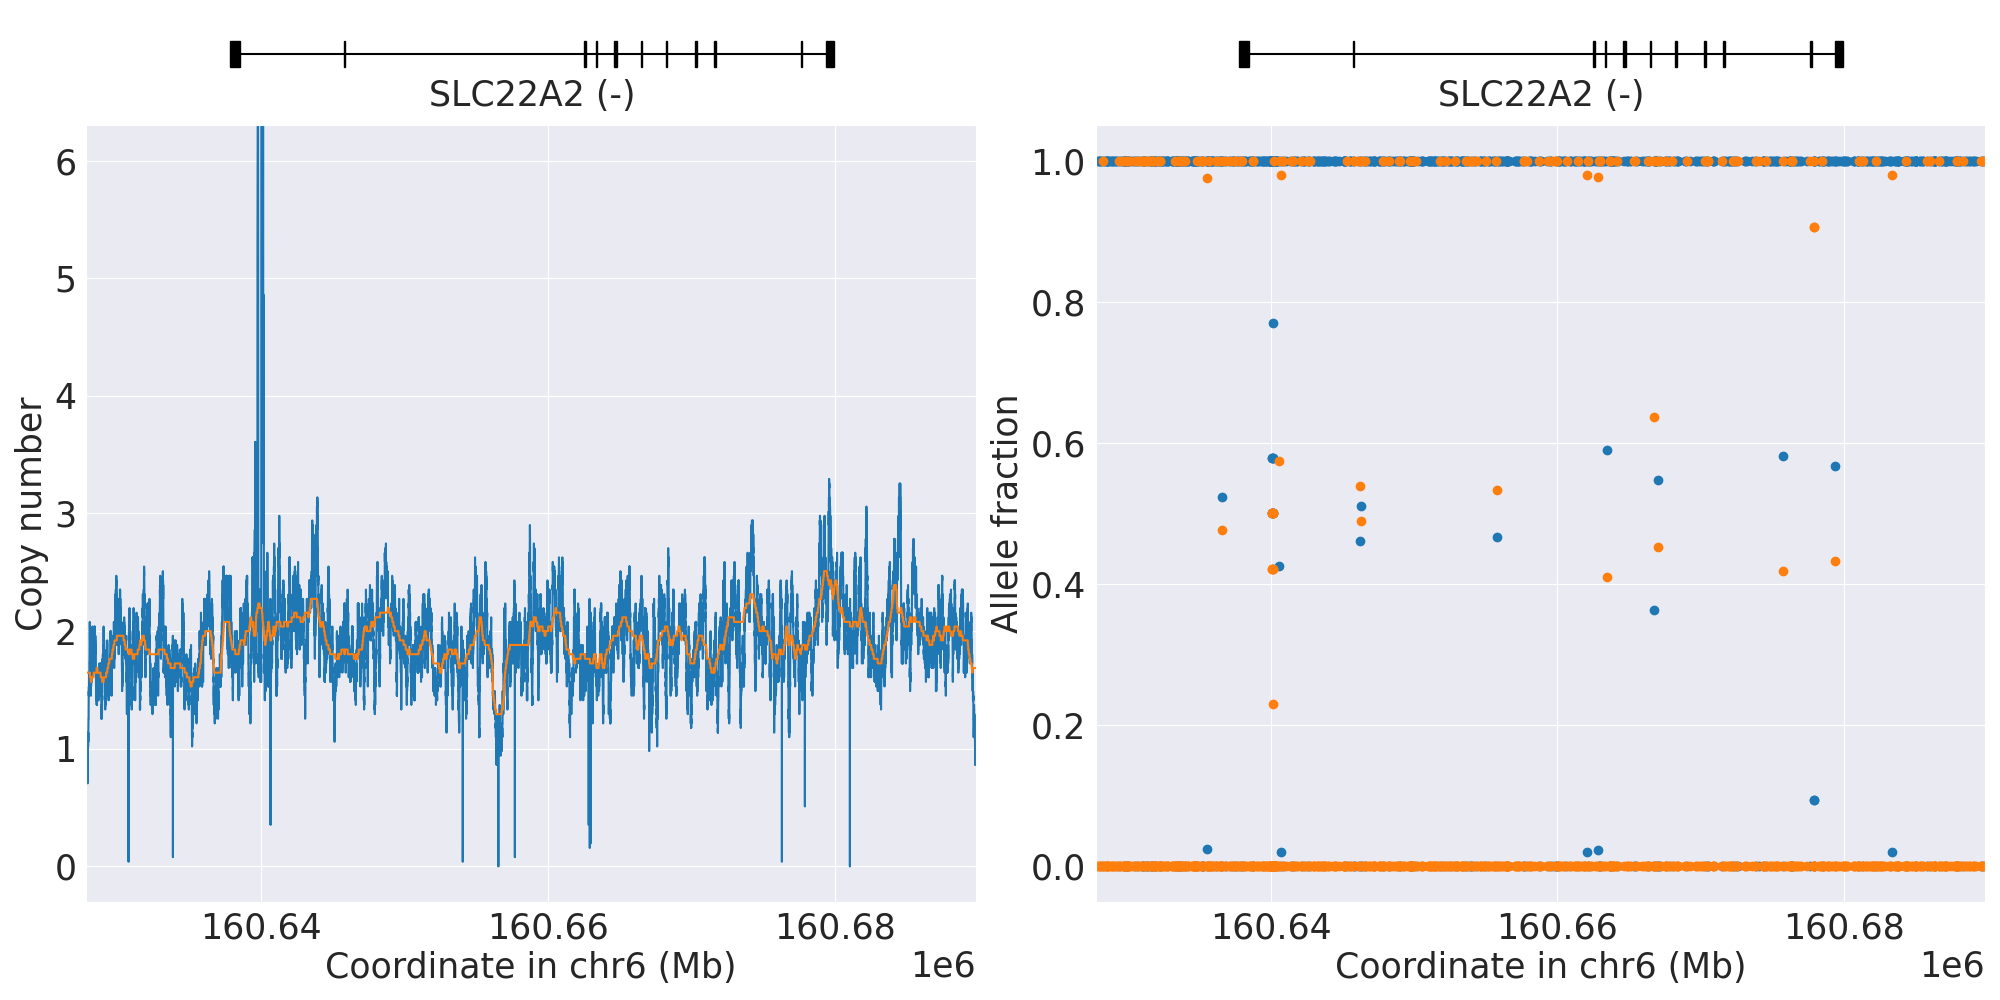 SLC22A2 (-)
6
5
4
3
2
1
0
Copy number
160.64
160.66
160.68
Coordinate in chr6 (Mb)
1e6
SLC22A2 (-)
1.0
0.8
0.6
0.4
0.2
0.0
Allele fraction
160.64
160.66
160.68
Coordinate in chr6 (Mb)
1e6